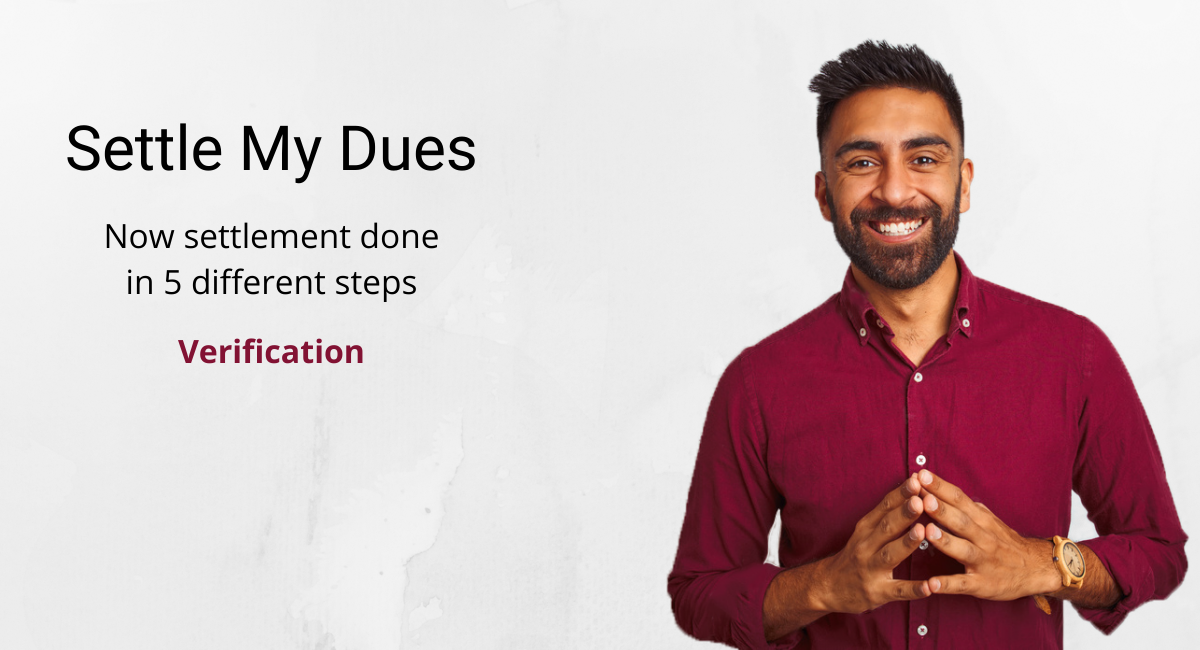 Settle My Dues
Now settlement done
in 5 different steps
Verification